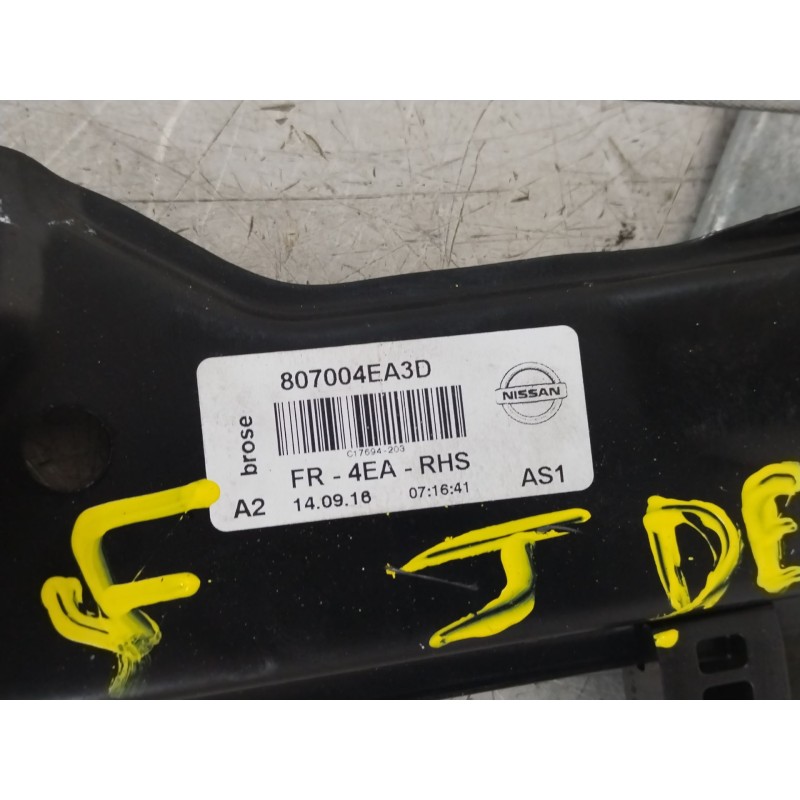 807004EA3D
NISSAN
brose
C17694-203
FR - 4EA - RHS
A2 14.09.16 07:16:41 AS1
J DE